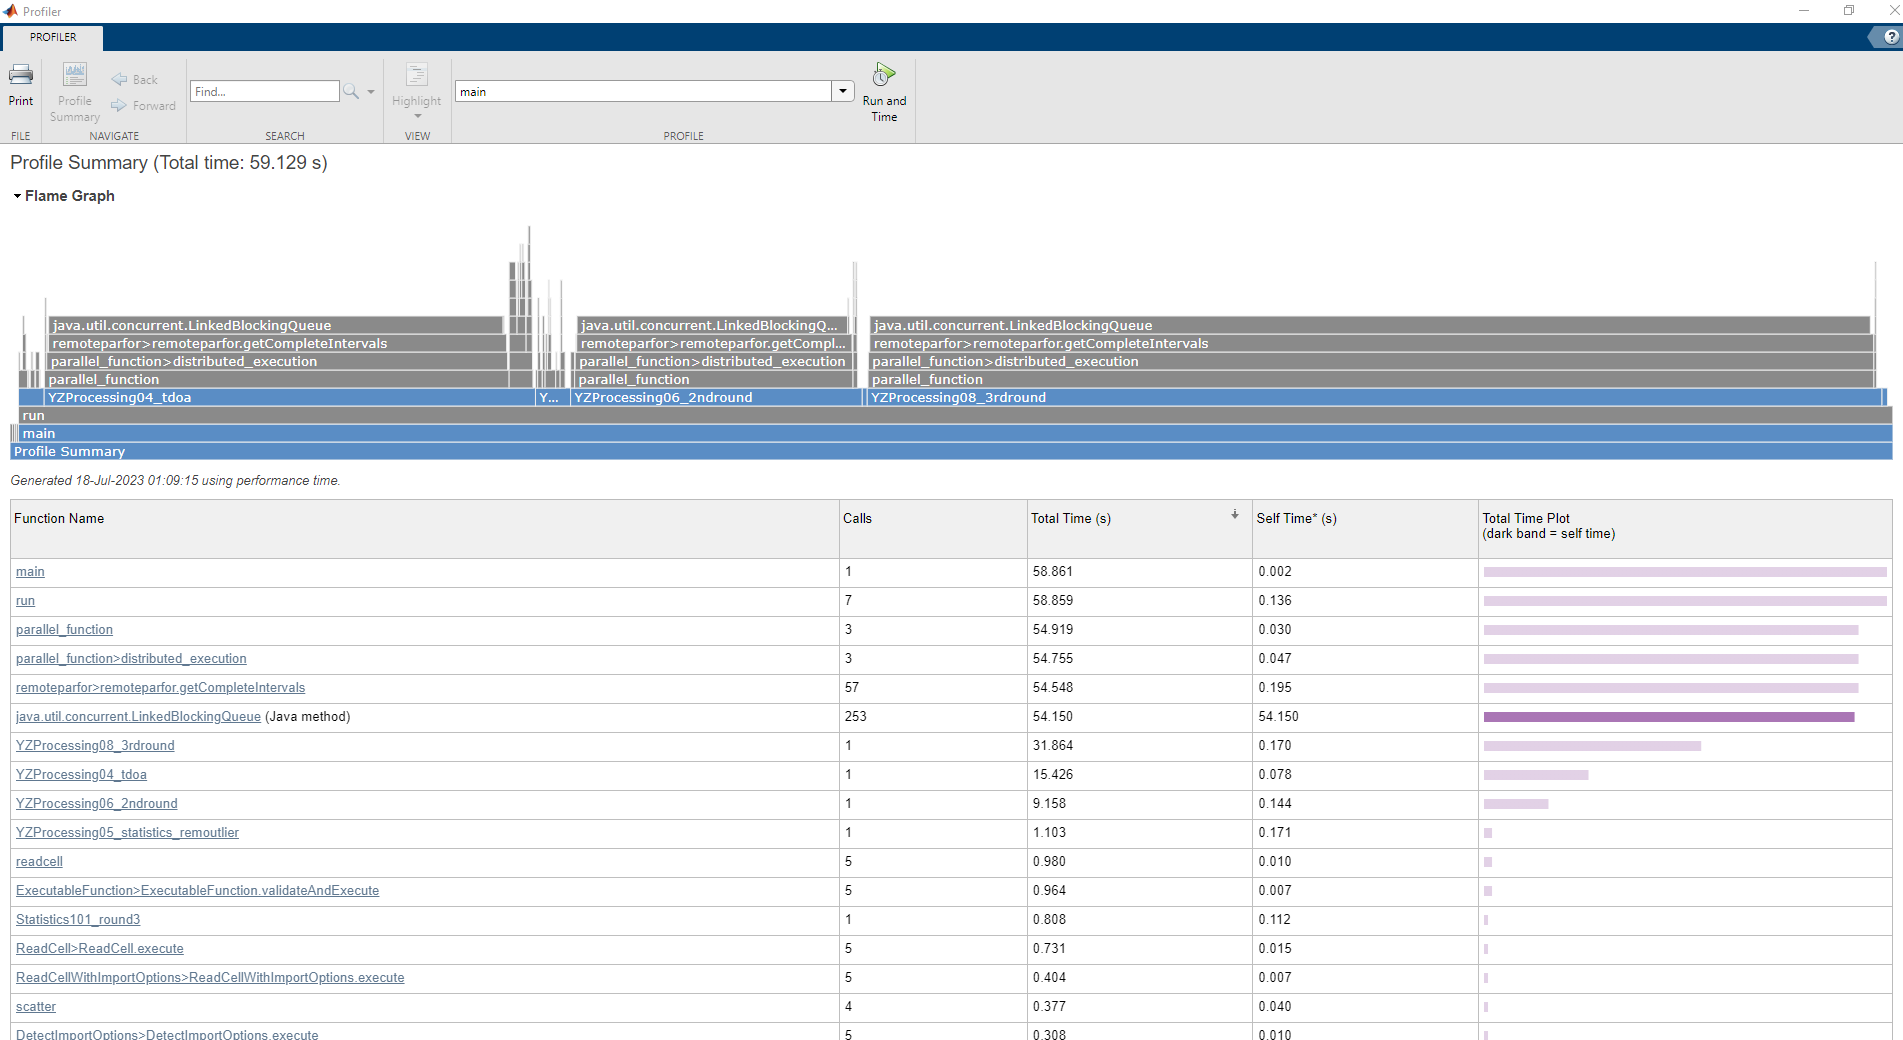 Profiler
PROFILER
?
Print
Profile Summary
Back
Forward
Find...
Highlight
main
Run and Time
FILE
NAVIGATE
SEARCH
VIEW
PROFILE
Profile Summary (Total time: 59.129 s)
Flame Graph
java.util.concurrent.LinkedBlockingQueue java.util.concurrent.LinkedBlockingQ... java.util.concurrent.LinkedBlockingQueue
remoteparfor>remoteparfor.getCompleteIntervals remoteparfor>remoteparfor.getCompl... remoteparfor>remoteparfor.getCompleteIntervals
parallel_function>distributed_execution parallel_function>distributed_execution parallel_function>distributed_execution
parallel_function parallel_function parallel_function
YZProcessing04_tdoa Y... YZProcessing06_2ndround YZProcessing08_3rdround
run
main
Profile Summary
Generated 18-Jul-2023 01:09:15 using performance time.
Function Name Calls Total Time (s) Self Time* (s) Total Time Plot
(dark band = self time)
main 1 58.861 0.002
run 7 58.859 0.136
parallel_function 3 54.919 0.030
parallel_function>distributed_execution 3 54.755 0.047
remoteparfor>remoteparfor.getCompleteIntervals 57 54.548 0.195
java.util.concurrent.LinkedBlockingQueue (Java method) 253 54.150 54.150
YZProcessing08_3rdround 1 31.864 0.170
YZProcessing04_tdoa 1 15.426 0.078
YZProcessing06_2ndround 1 9.158 0.144
YZProcessing05_statistics_remoutlier 1 1.103 0.171
readcell 5 0.980 0.010
ExecutableFunction>ExecutableFunction.validateAndExecute 5 0.964 0.007
Statistics101_round3 1 0.808 0.112
ReadCell>ReadCell.execute 5 0.731 0.015
ReadCellWithImportOptions>ReadCellWithImportOptions.execute 5 0.404 0.007
scatter 4 0.377 0.040
DetectImportOptions>DetectImportOptions.execute 5 0.308 0.010